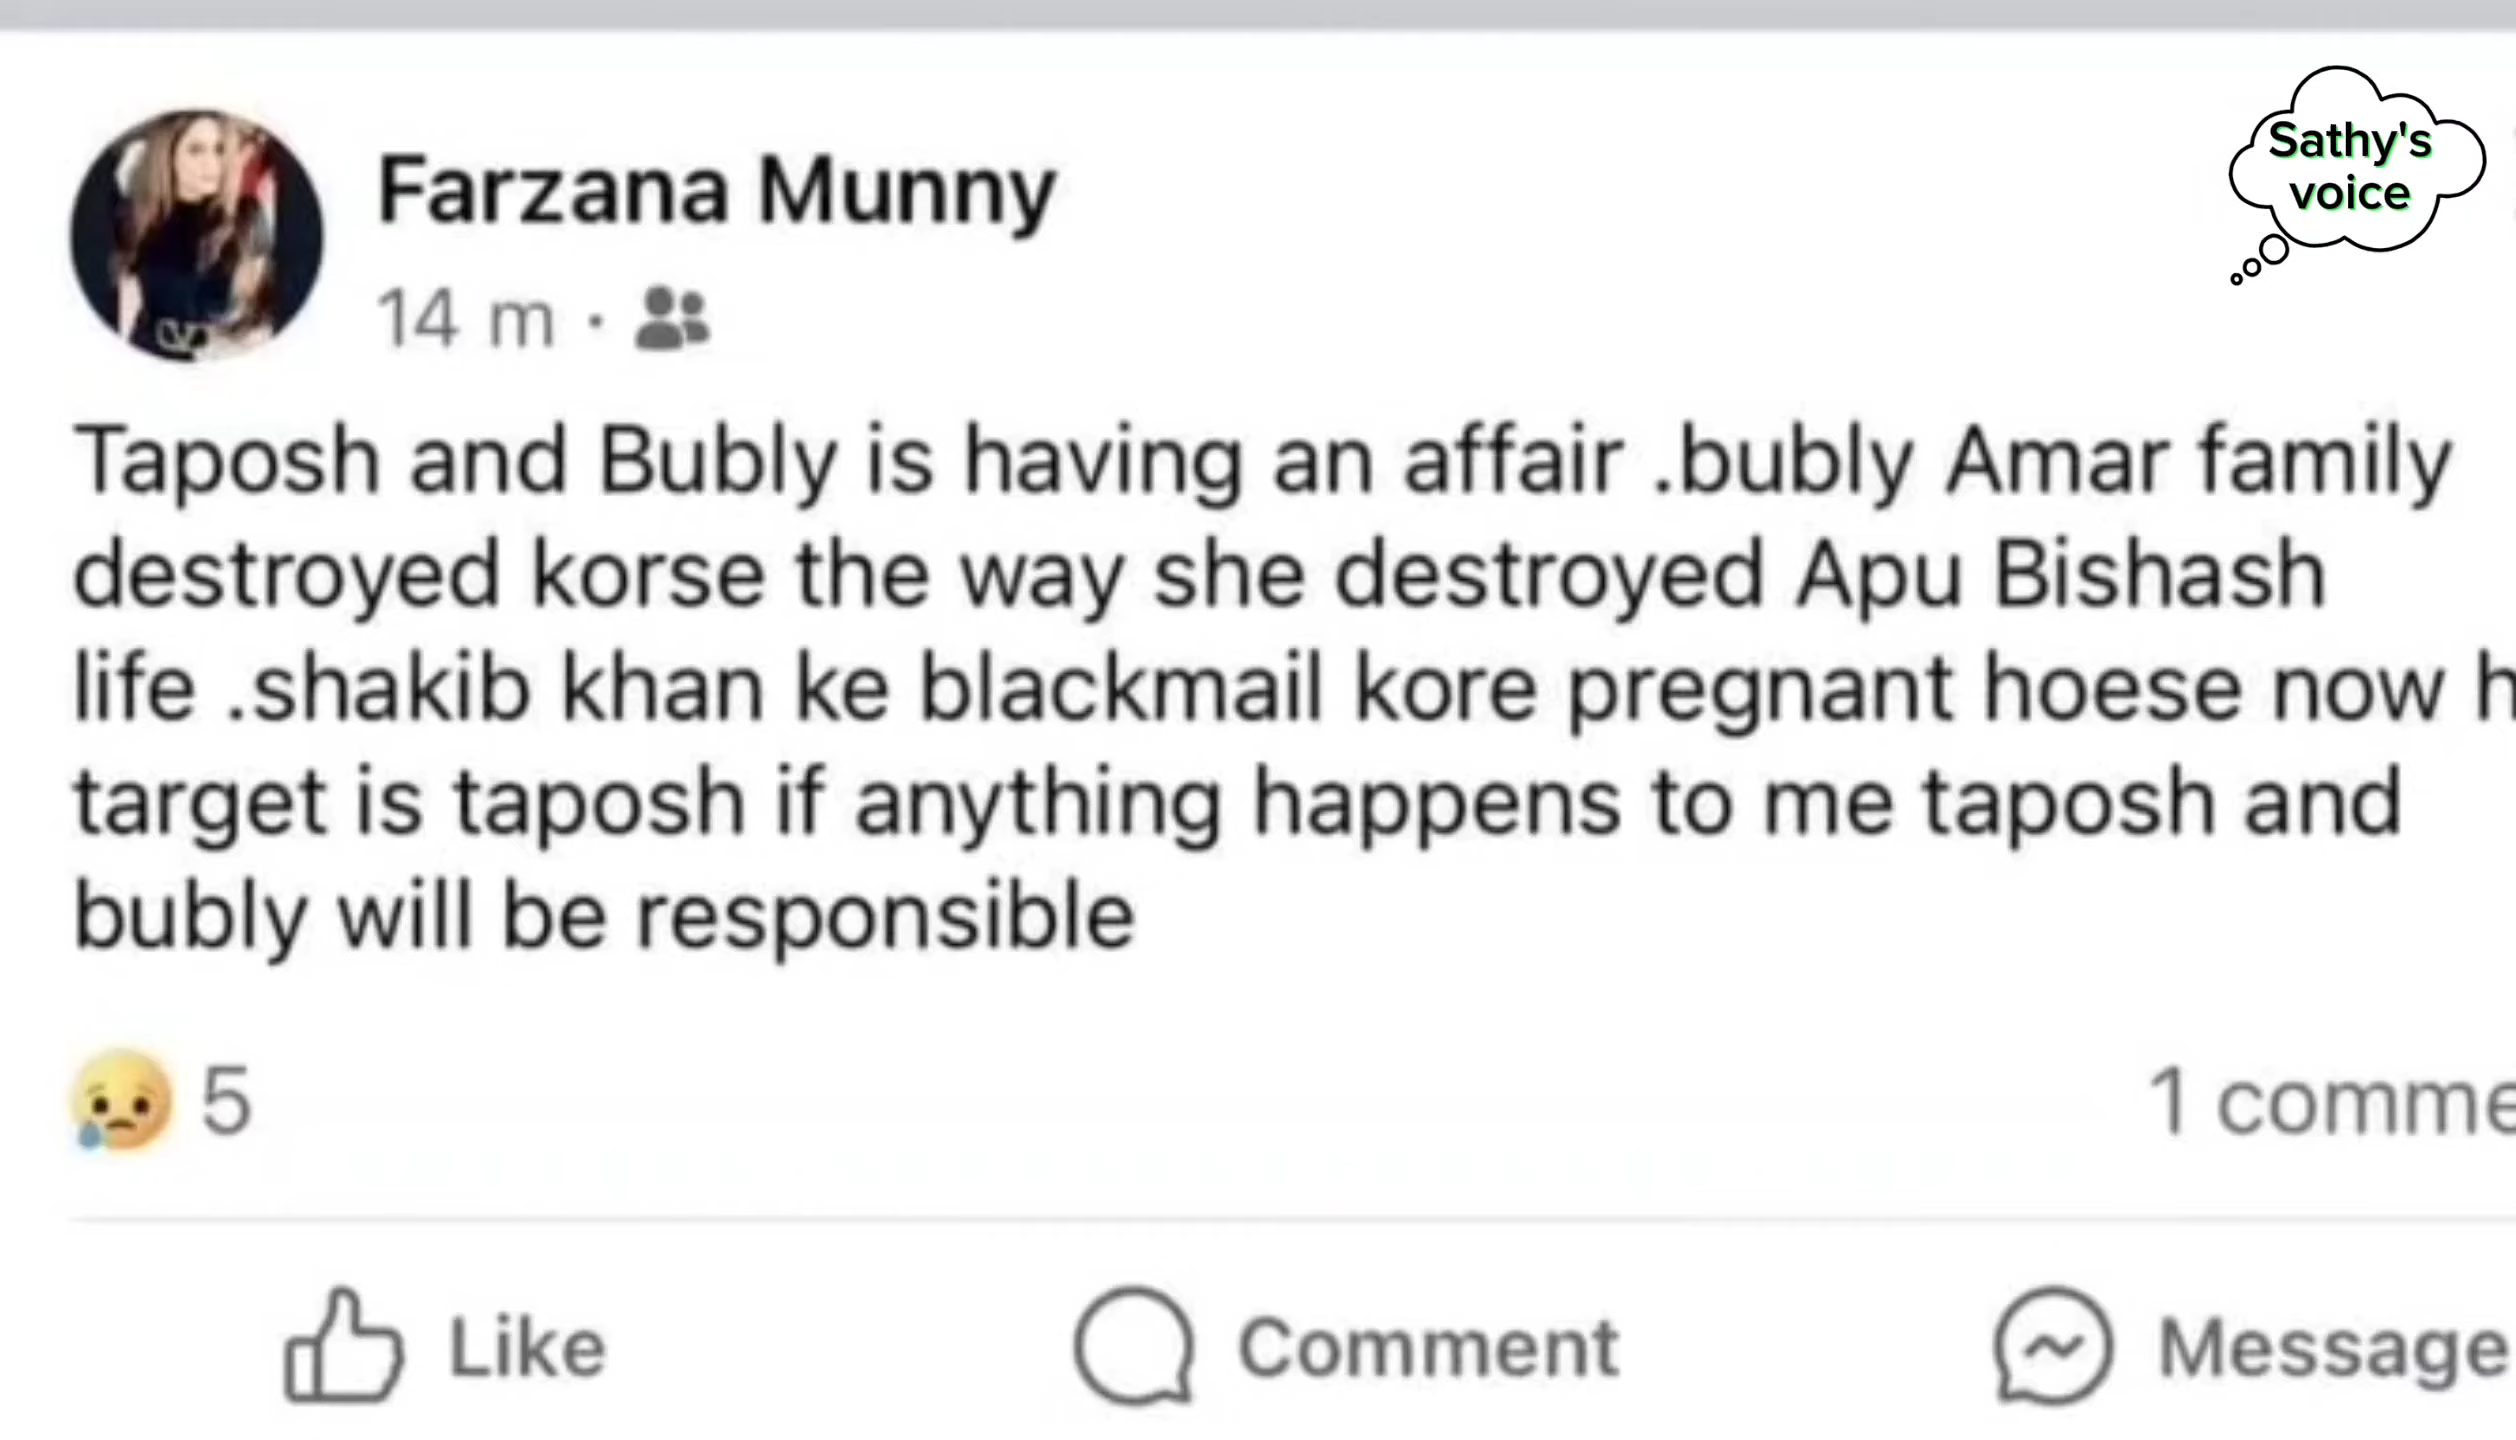 Farzana Munny
Sathy's
voice
14 m ·
Taposh and Bubly is having an affair .bubly Amar family
destroyed korse the way she destroyed Apu Bishash
life .shakib khan ke blackmail kore pregnant hoese now
target is taposh if anything happens to me taposh and
bubly will be responsible
5
1
Like
Comment
Message